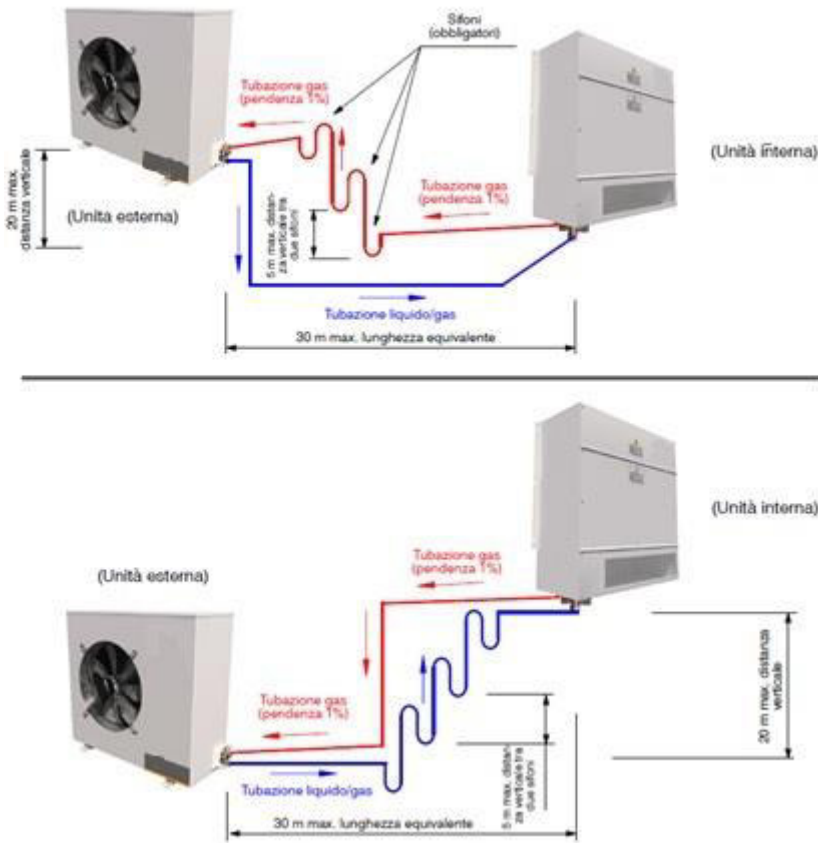 Sifoni
(obbligatori)
Tubazione gas
(pendenza 1%)
(Unità interna)
Tubazione gas
(pendenza 1%)
20 m max.
distanza verticale
(Unità esterna)
5 m max. distan-
za verticale tra
due sifoni
Tubazione liquido/gas
30 m max. lunghezza equivalente
(Unità interna)
Tubazione gas
(pendenza 1%)
(Unità esterna)
20 m max. distanza
verticale
Tubazione gas
(pendenza 1%)
5 m max. distan-
za verticale tra
due sifoni
Tubazione liquido/gas
30 m max. lunghezza equivalente